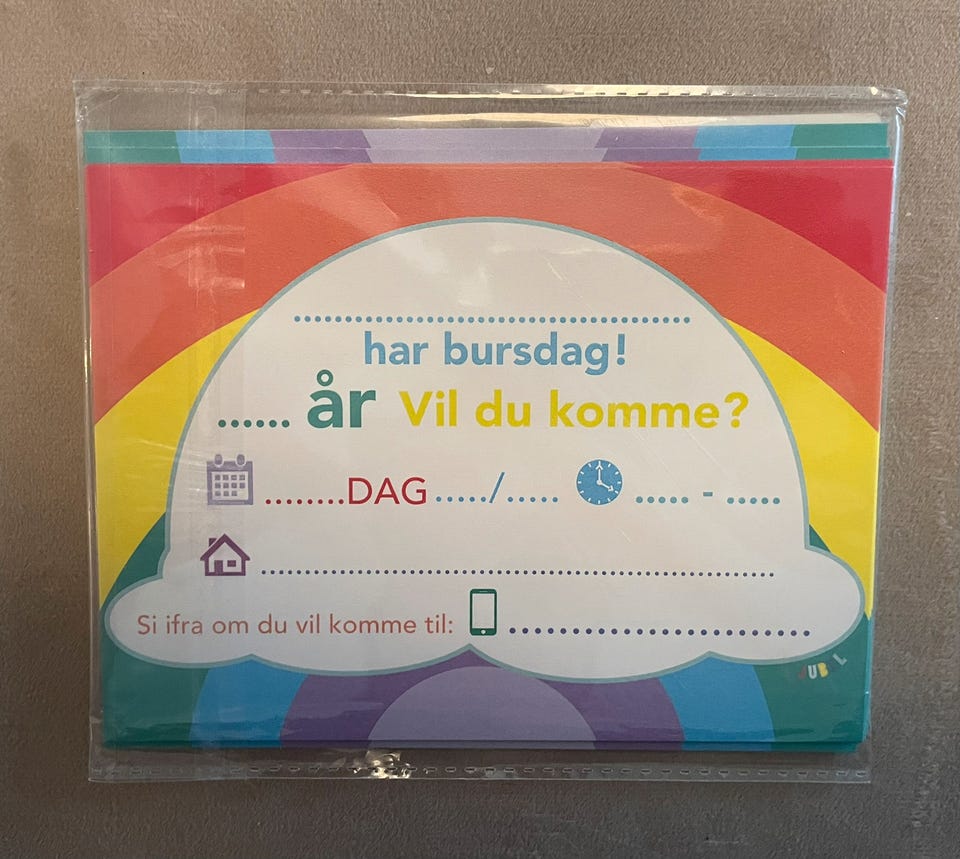 ........................................
har bursdag!
...... år Vil du komme?
........DAG ...../..... ..... - .....
........................................
Si ifra om du vil komme til: ..............................